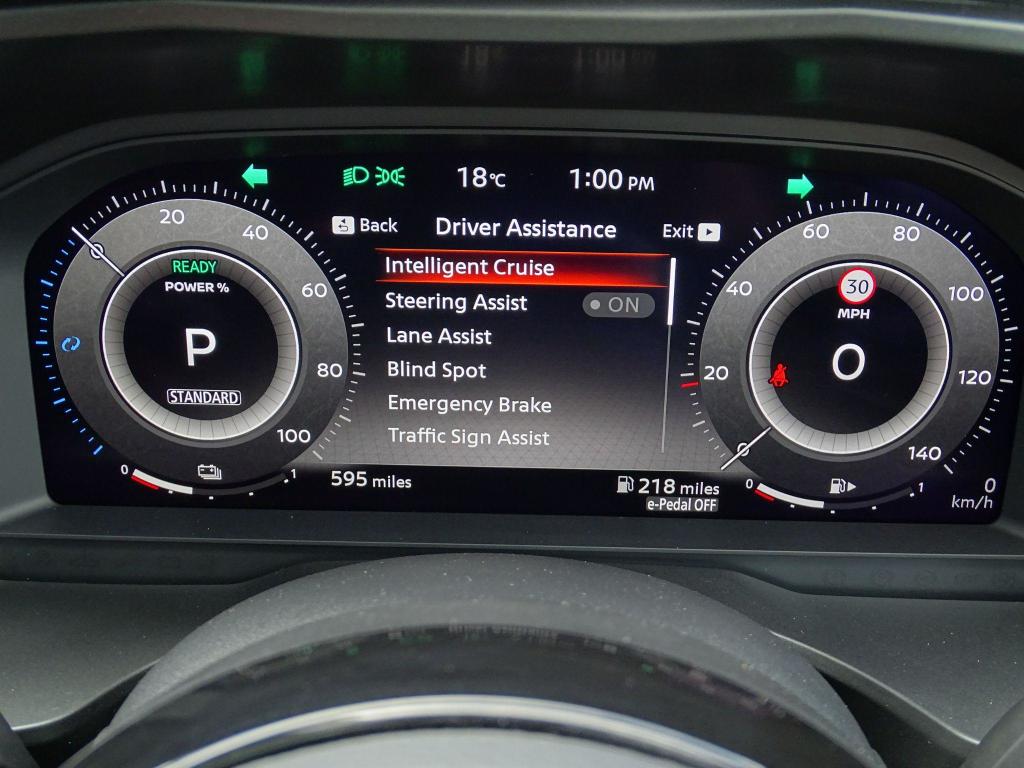 18°C 1:00 PM
Back Driver Assistance Exit
Intelligent Cruise
Steering Assist ON
Lane Assist
Blind Spot
Emergency Brake
Traffic Sign Assist
595 miles
218 miles
e-Pedal OFF
0 20 40 60 80 100
READY
POWER %
P
STANDARD
0 1
0 20 40 60 80 100 120 140
30
MPH
0
0 1
0
km/h